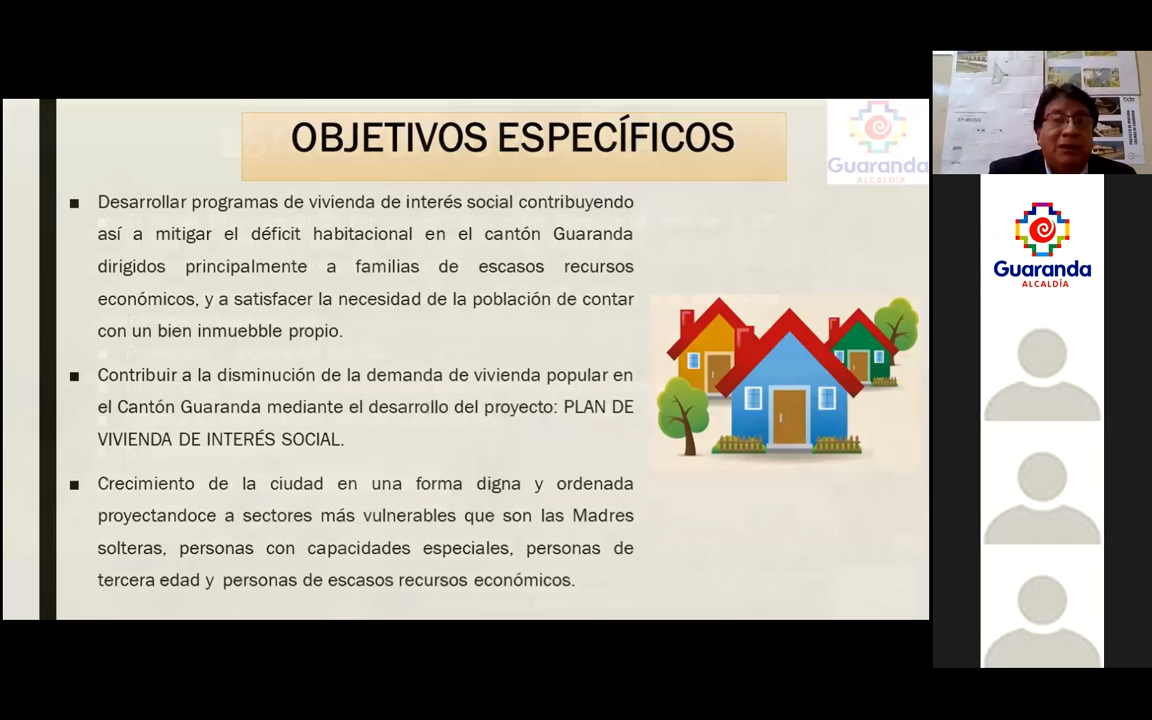 OBJETIVOS ESPECÍFICOS
Guaranda
ALCALDÍA
▪ Desarrollar programas de vivienda de interés social contribuyendo
así a mitigar el déficit habitacional en el cantón Guaranda
dirigidos principalmente a familias de escasos recursos
económicos, y a satisfacer la necesidad de la población de contar
con un bien inmuebble propio.
▪ Contribuir a la disminución de la demanda de vivienda popular en
el Cantón Guaranda mediante el desarrollo del proyecto: PLAN DE
VIVIENDA DE INTERÉS SOCIAL.
▪ Crecimiento de la ciudad en una forma digna y ordenada
proyectandoce a sectores más vulnerables que son las Madres
solteras, personas con capacidades especiales, personas de
tercera edad y personas de escasos recursos económicos.
Guaranda
ALCALDÍA